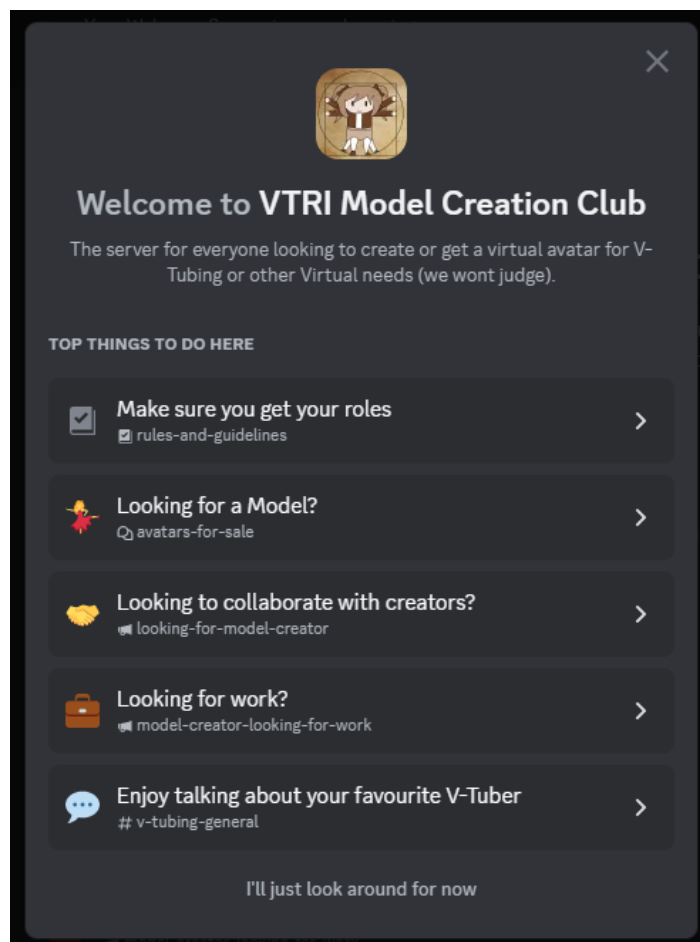 Welcome to VTRI Model Creation Club
The server for everyone looking to create or get a virtual avatar for V-
Tubing or other Virtual needs (we wont judge).
TOP THINGS TO DO HERE
Make sure you get your roles
rules-and-guidelines
Looking for a Model?
avatars-for-sale
Looking to collaborate with creators?
looking-for-model-creator
Looking for work?
model-creator-looking-for-work
Enjoy talking about your favourite V-Tuber
# v-tubing-general
I'll just look around for now